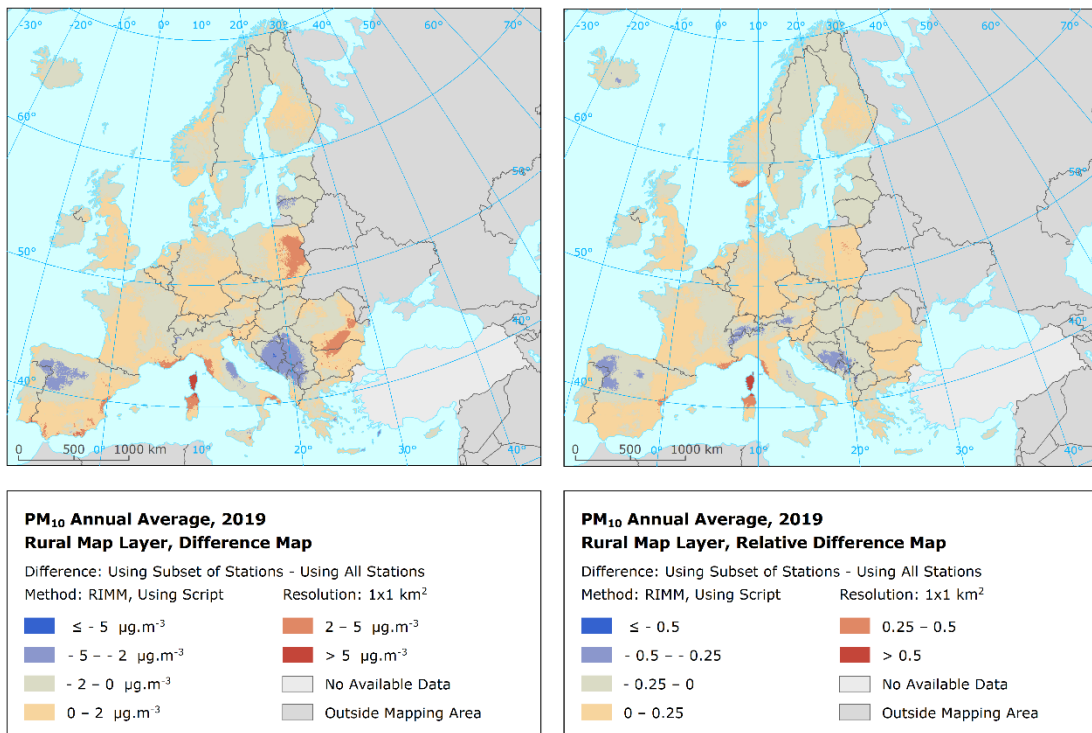 -30° -20° -10° 0° 10° 20° 30° 40° 50° 60° 70°
60°
50°
40°
60°
50°
40°
0 500 1000 km
0° 10° 20° 30° 40°
PM₁₀ Annual Average, 2019
Rural Map Layer, Difference Map
Difference: Using Subset of Stations - Using All Stations
Method: RIMM, Using Script Resolution: 1x1 km²
≤ - 5 µg.m⁻³ 2 – 5 µg.m⁻³
- 5 – - 2 µg.m⁻³ > 5 µg.m⁻³
- 2 – 0 µg.m⁻³ No Available Data
0 – 2 µg.m⁻³ Outside Mapping Area
-30° -20° -10° 0° 10° 20° 30° 40° 50° 60° 70°
60°
50°
40°
60°
50°
40°
0 500 1000 km
0° 10° 20° 30° 40°
PM₁₀ Annual Average, 2019
Rural Map Layer, Relative Difference Map
Difference: Using Subset of Stations - Using All Stations
Method: RIMM, Using Script Resolution: 1x1 km²
≤ - 0.5 0.25 – 0.5
- 0.5 – - 0.25 > 0.5
- 0.25 – 0 No Available Data
0 – 0.25 Outside Mapping Area